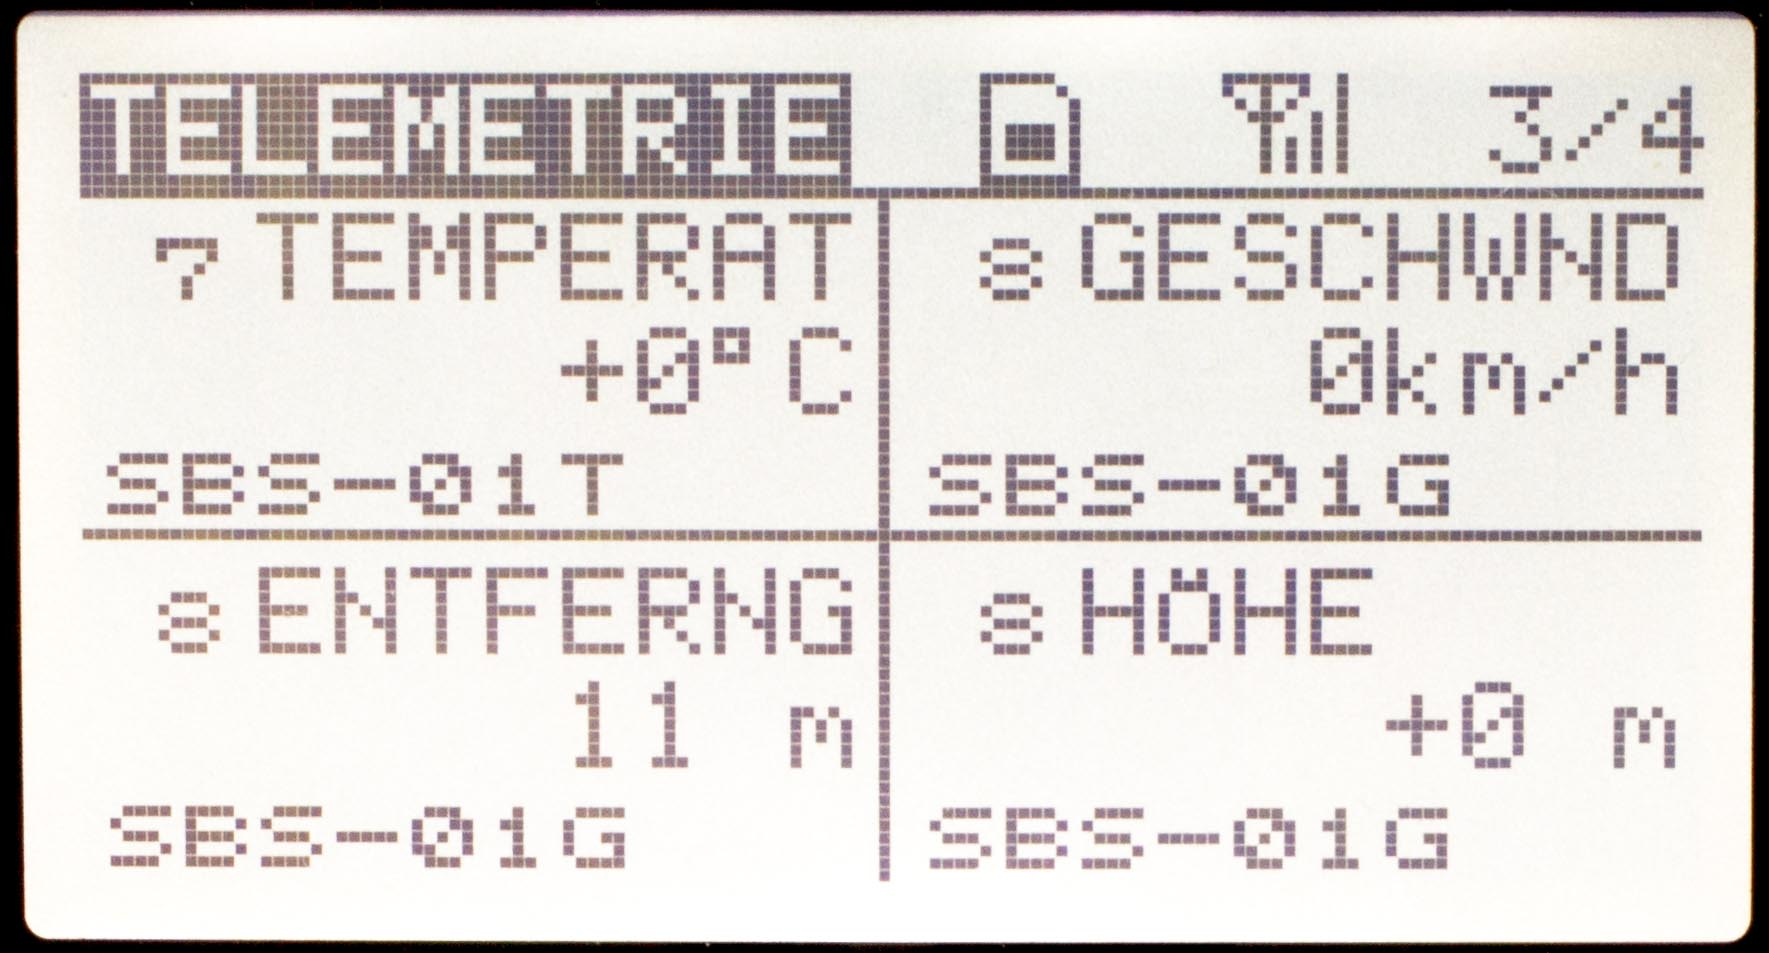 TELEMETRIE 3/4
7 TEMPERAT
+0°C
SBS-01T
8 GESCHWND
0km/h
SBS-01G
8 ENTFERNG
11 m
SBS-01G
8 HÖHE
+0 m
SBS-01G